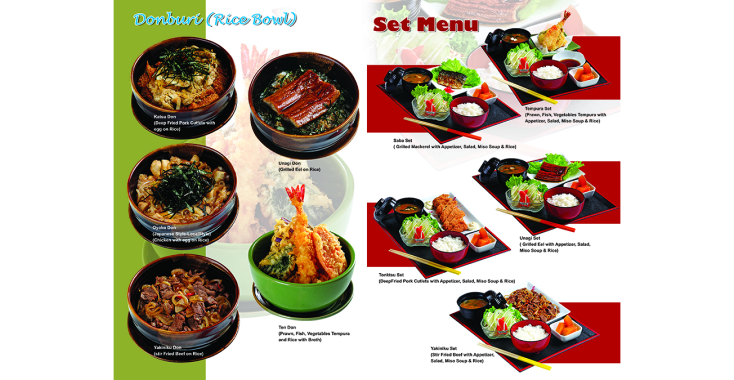 Donburi (Rice Bowl)
Katsu Don
(Deep Fried Pork Cutlets with
egg on Rice)
Unagi Don
(Grilled Eel on Rice)
Oyako Don
(Japanese Style Loco Style)
(Chicken with egg on Rice)
Ten Don
(Prawn, Fish, Vegetables Tempura
and Rice with Broth)
Yakiniku Don
(stir Fried Beef on Rice)
Set Menu
Tempura Set
(Prawn, Fish, Vegetables Tempura with
Appetizer, Salad, Miso Soup & Rice)
Saba Set
( Grilled Mackerel with Appetizer, Salad, Miso Soup & Rice)
Unagi Set
( Grilled Eel with Appetizer, Salad,
Miso Soup & Rice)
Set
(DeepFried Pork Cutlets with Appetizer, Salad, Miso Soup & Rice)
Yakiniku Set
(Stir Fried Beef with Appetizer,
Salad, Miso Soup & Rice)